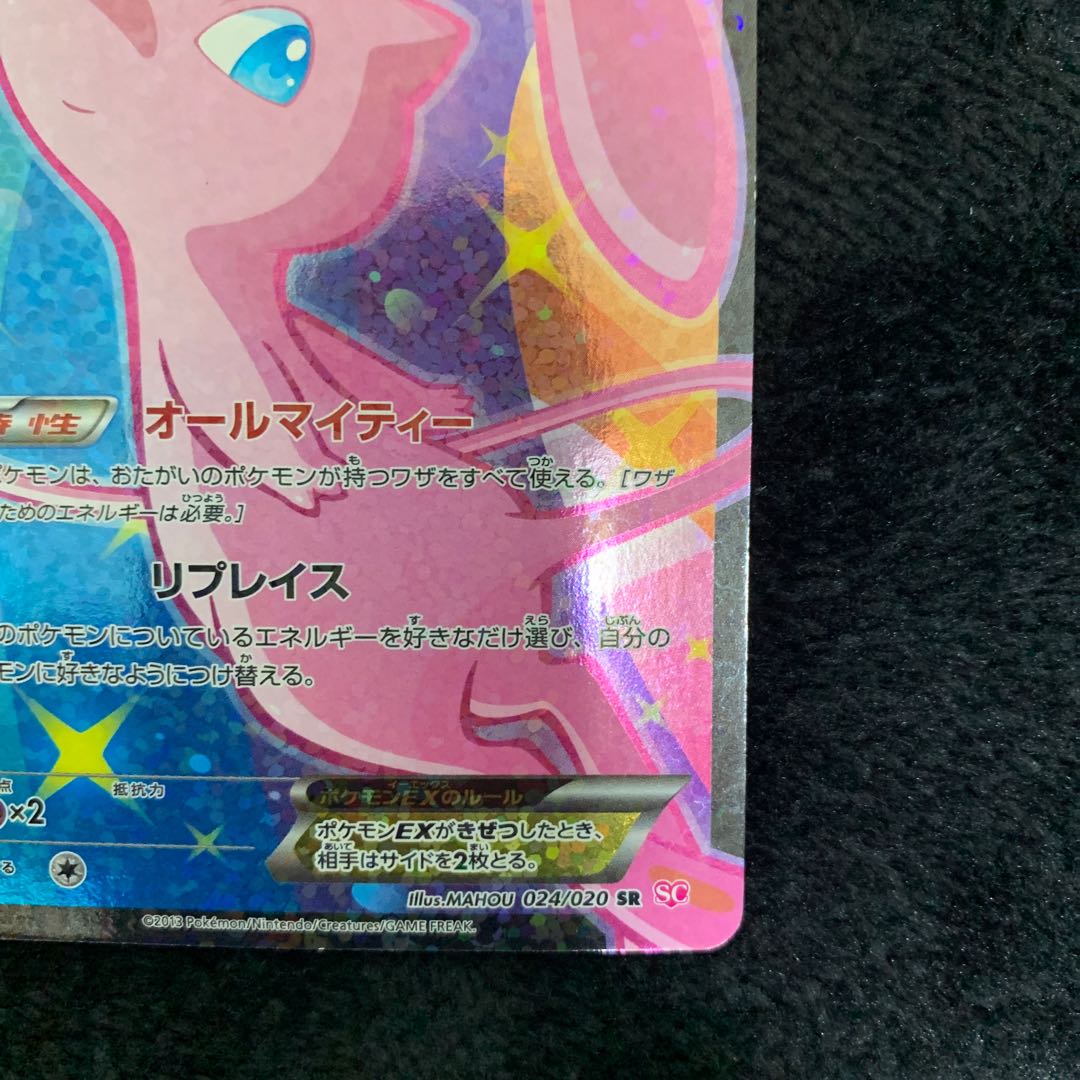 特性 オールマイティー
ポケモンは、おたがいのポケモンが持つワザをすべて使える。[ワザ
ためのエネルギーは必要。]
リプレイス
のポケモンについているエネルギーを好きなだけ選び、自分の
モンに好きなようにつけ替える。
点 抵抗力
×2
る
ポケモンEXのルール
ポケモンEXがきぜつしたとき、
相手はサイドを2枚とる。
Illus.MAHOU 024/020 SR SC
©2013 Pokémon/Nintendo/Creatures/GAME FREAK.